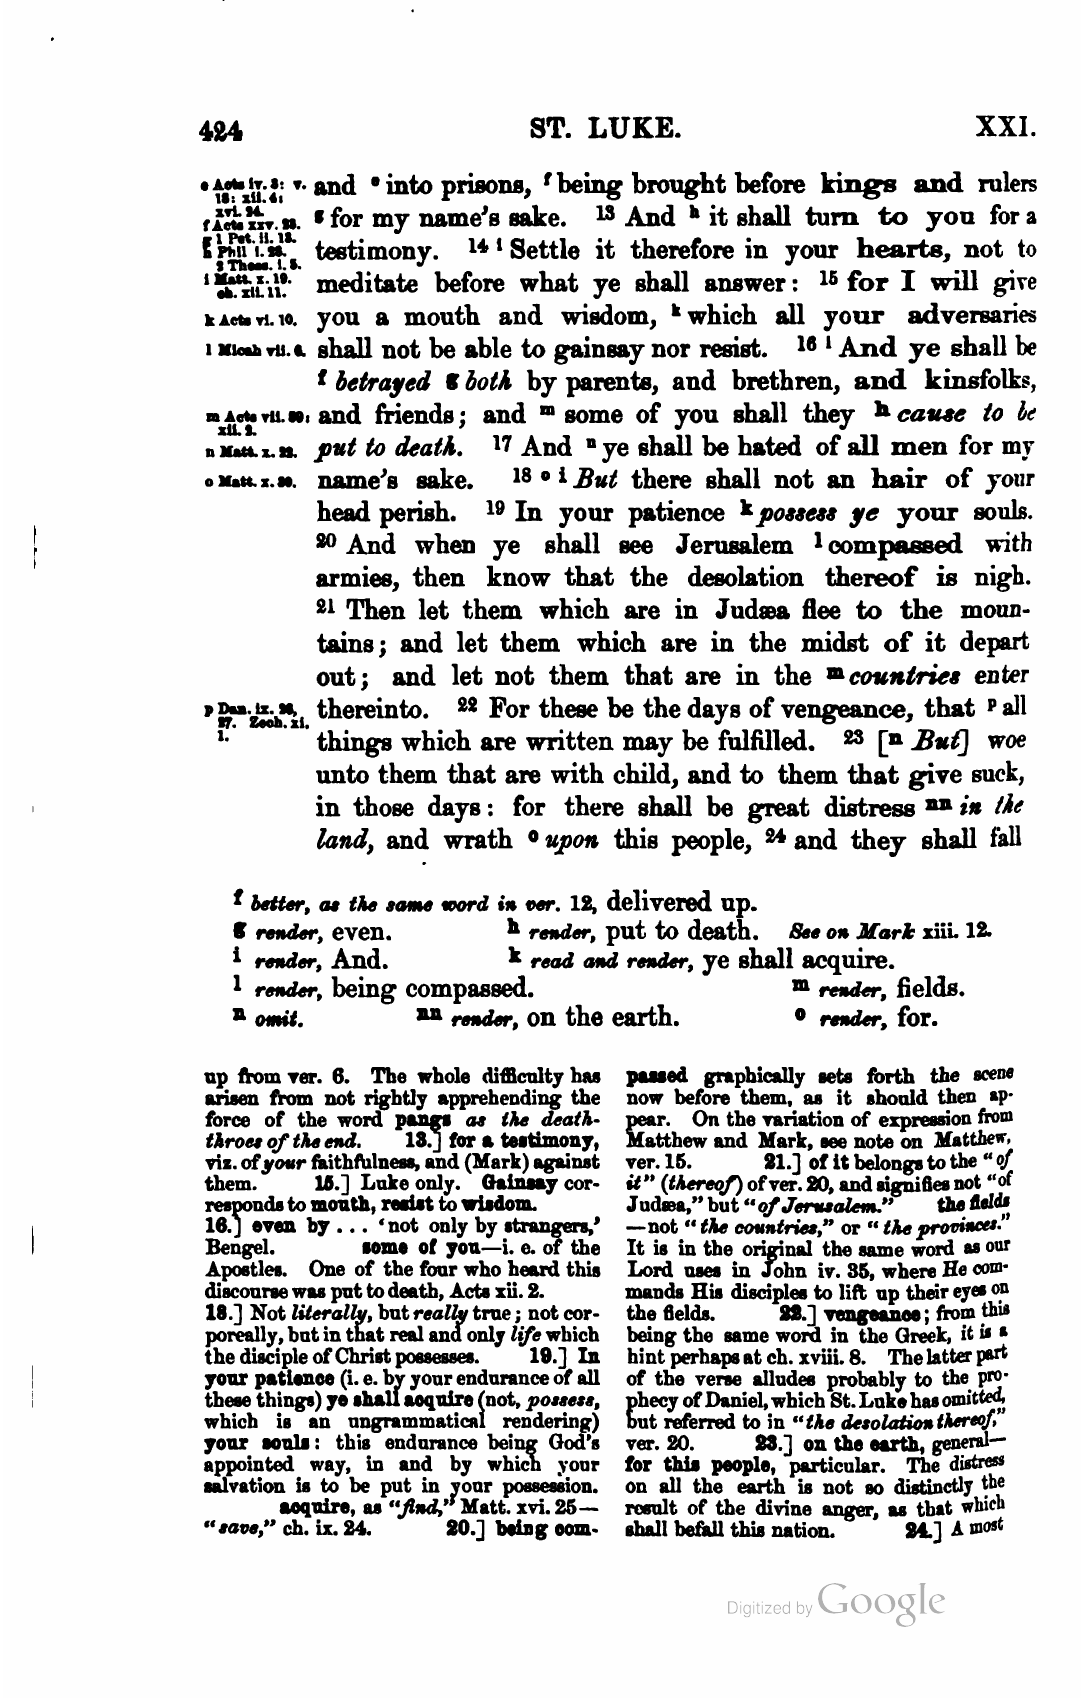 424 ST. LUKE. XXI.
e Acts iv. 3: v.
18: xii. 4:
xvi. 24.
f Acts xxv. 23.
g 1 Pet. ii. 13.
h Phil i. 28.
2 Thess. i. 5.
i Matt. x. 19.
ch. xii. 11.
k Acts vi. 10.
l Micah vii. 6.
m Acts vii. 59:
xii. 2.
n Matt. x. 22.
o Matt. x. 30.
p Dan. ix. 26,
27. Zech. xi.
1.
and e into prisons, f being brought before kings and rulers
g for my name's sake. 13 And h it shall turn to you for a
testimony. 14 i Settle it therefore in your hearts, not to
meditate before what ye shall answer: 15 for I will give
you a mouth and wisdom, k which all your adversaries
shall not be able to gainsay nor resist. 16 l And ye shall be
f betrayed g both by parents, and brethren, and kinsfolks,
and friends; and m some of you shall they h cause to be
put to death. 17 And n ye shall be hated of all men for my
name's sake. 18 o i But there shall not an hair of your
head perish. 19 In your patience k possess ye your souls.
20 And when ye shall see Jerusalem l compassed with
armies, then know that the desolation thereof is nigh.
21 Then let them which are in Judæa flee to the moun-
tains; and let them which are in the midst of it depart
out; and let not them that are in the m countries enter
thereinto. 22 For these be the days of vengeance, that p all
things which are written may be fulfilled. 23 [n But] woe
unto them that are with child, and to them that give suck,
in those days: for there shall be great distress nn in the
land, and wrath o upon this people, 24 and they shall fall
f better, as the same word in ver. 12, delivered up.
g render, even. h render, put to death. See on Mark xiii. 12.
i render, And. k read and render, ye shall acquire.
l render, being compassed. m render, fields.
n omit. nn render, on the earth. o render, for.
up from ver. 6. The whole difficulty has
arisen from not rightly apprehending the
force of the word pangs as the death-
throes of the end. 13.] for a testimony,
viz. of your faithfulness, and (Mark) against
them. 15.] Luke only. Gainsay cor-
responds to mouth, resist to wisdom.
16.] even by . . . 'not only by strangers,'
Bengel. some of you—i. e. of the
Apostles. One of the four who heard this
discourse was put to death, Acts xii. 2.
18.] Not literally, but really true; not cor-
poreally, but in that real and only life which
the disciple of Christ possesses. 19.] In
your patience (i. e. by your endurance of all
these things) ye shall acquire (not, possess,
which is an ungrammatical rendering)
your souls: this endurance being God's
appointed way, in and by which your
salvation is to be put in your possession.
acquire, as "find," Matt. xvi. 25—
"save," ch. ix. 24. 20.] being com-
passed graphically sets forth the scene
now before them, as it should then ap-
pear. On the variation of expression from
Matthew and Mark, see note on Matthew,
ver. 15. 21.] of it belongs to the "of
it" (thereof) of ver. 20, and signifies not "of
Judæa," but "of Jerusalem." the fields
—not "the countries," or "the provinces."
It is in the original the same word as our
Lord uses in John iv. 35, where He com-
mands His disciples to lift up their eyes on
the fields. 22.] vengeance; from this
being the same word in the Greek, it is a
hint perhaps at ch. xviii. 8. The latter part
of the verse alludes probably to the pro-
phecy of Daniel, which St. Luke has omitted,
but referred to in "the desolation thereof,"
ver. 20. 23.] on the earth, general—
for this people, particular. The distress
on all the earth is not so distinctly the
result of the divine anger, as that which
shall befall this nation. 24.] A most
Digitized by Google